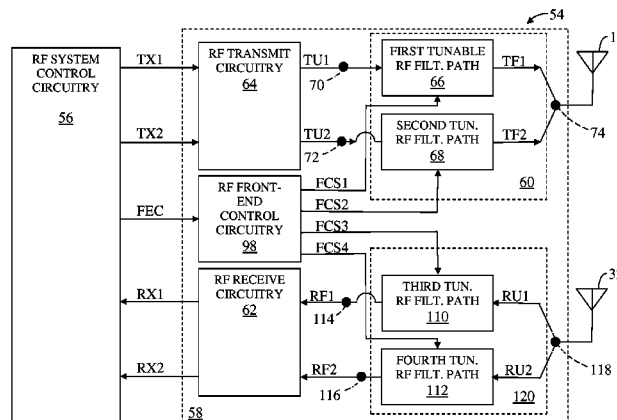 54
RF SYSTEM
CONTROL
CIRCUITRY
56
TX1
TX2
FEC
RX1
RX2
RF TRANSMIT
CIRCUITRY
64
TU1
70
TU2
72
FIRST TUNABLE
RF FILT. PATH
66
TF1
SECOND TUN.
RF FILT. PATH
68
TF2
74
60
RF FRONT-
END
CONTROL
CIRCUITRY
98
FCS1
FCS2
FCS3
FCS4
RF RECEIVE
CIRCUITRY
62
RF1
114
RF2
116
THIRD TUN.
RF FILT. PATH
110
RU1
FOURTH TUN.
RF FILT. PATH
112
RU2
118
120
58